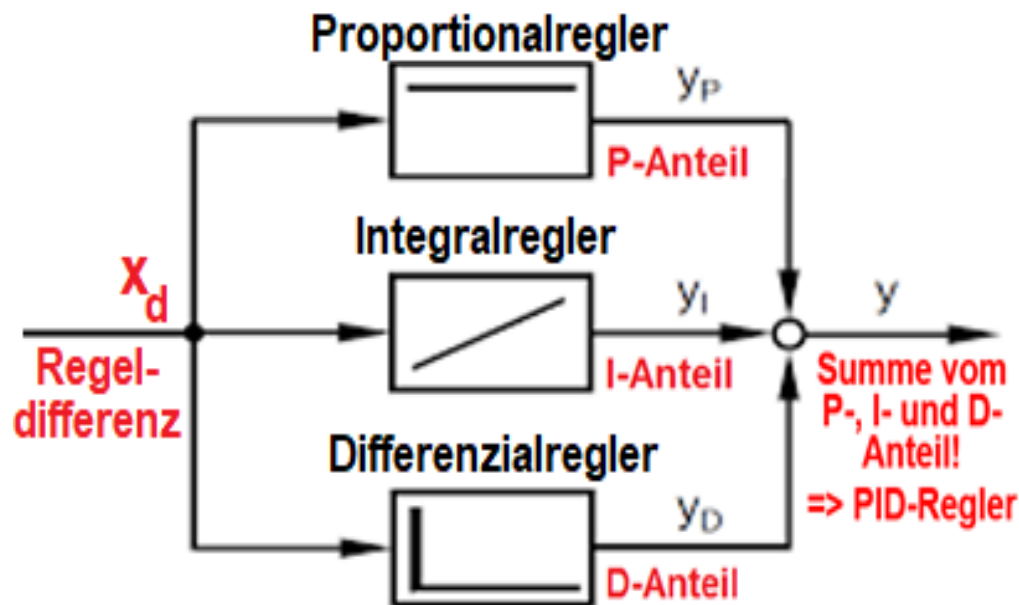 Proportionalregler
yP
P-Anteil
Integralregler
xd
yI
y
Regel-
differenz
I-Anteil
Summe vom
P-, I- und D-
Anteil!
=> PID-Regler
Differenzialregler
yD
D-Anteil